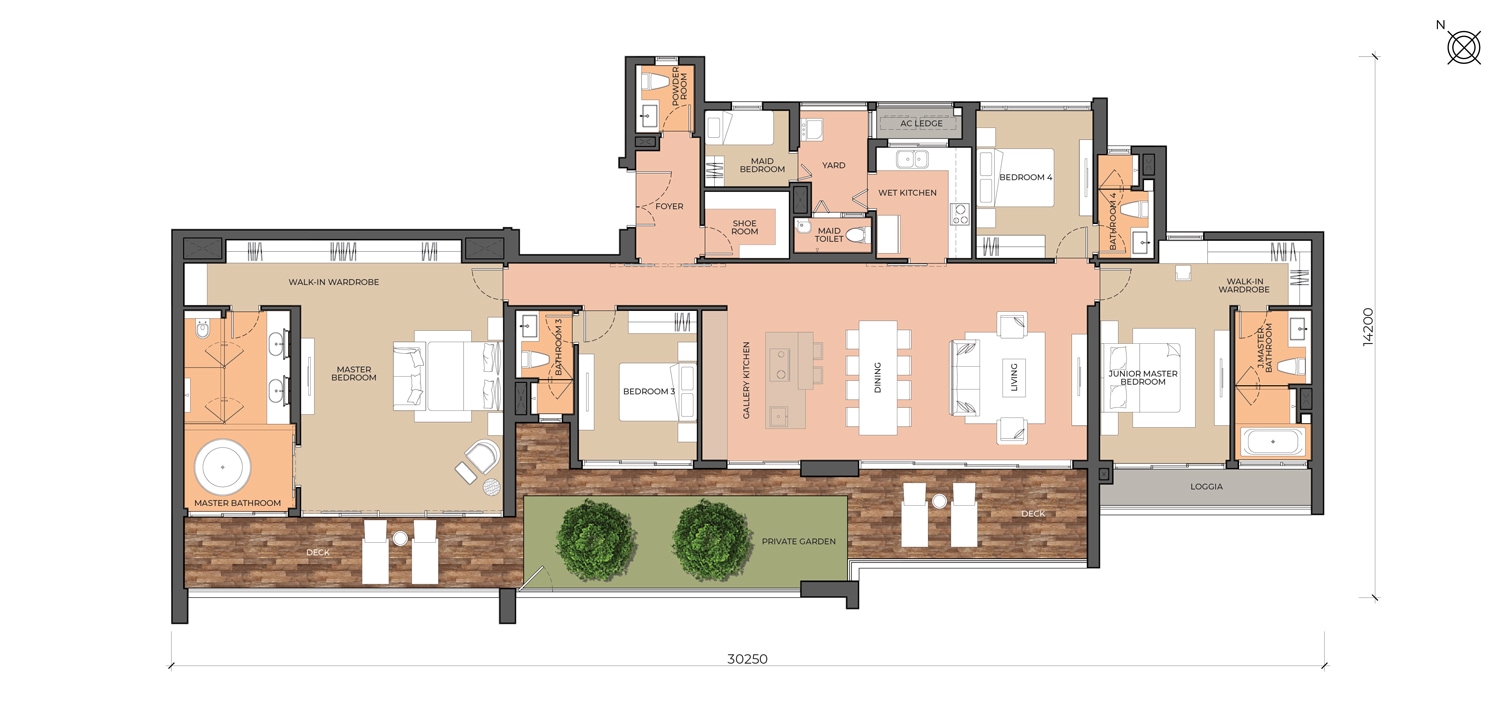 N
POWDER
ROOM
AC LEDGE
MAID
BEDROOM
YARD
BEDROOM 4
WET KITCHEN
FOYER
SHOE
ROOM
MAID
TOILET
BATHROOM 4
WALK-IN WARDROBE
WALK-IN
WARDROBE
14200
MASTER
BEDROOM
BATHROOM 3
BEDROOM 3
GALLERY KITCHEN
DINING
LIVING
JUNIOR MASTER
BEDROOM
J.MASTER
BATHROOM
MASTER BATHROOM
LOGGIA
DECK
PRIVATE GARDEN
DECK
30250